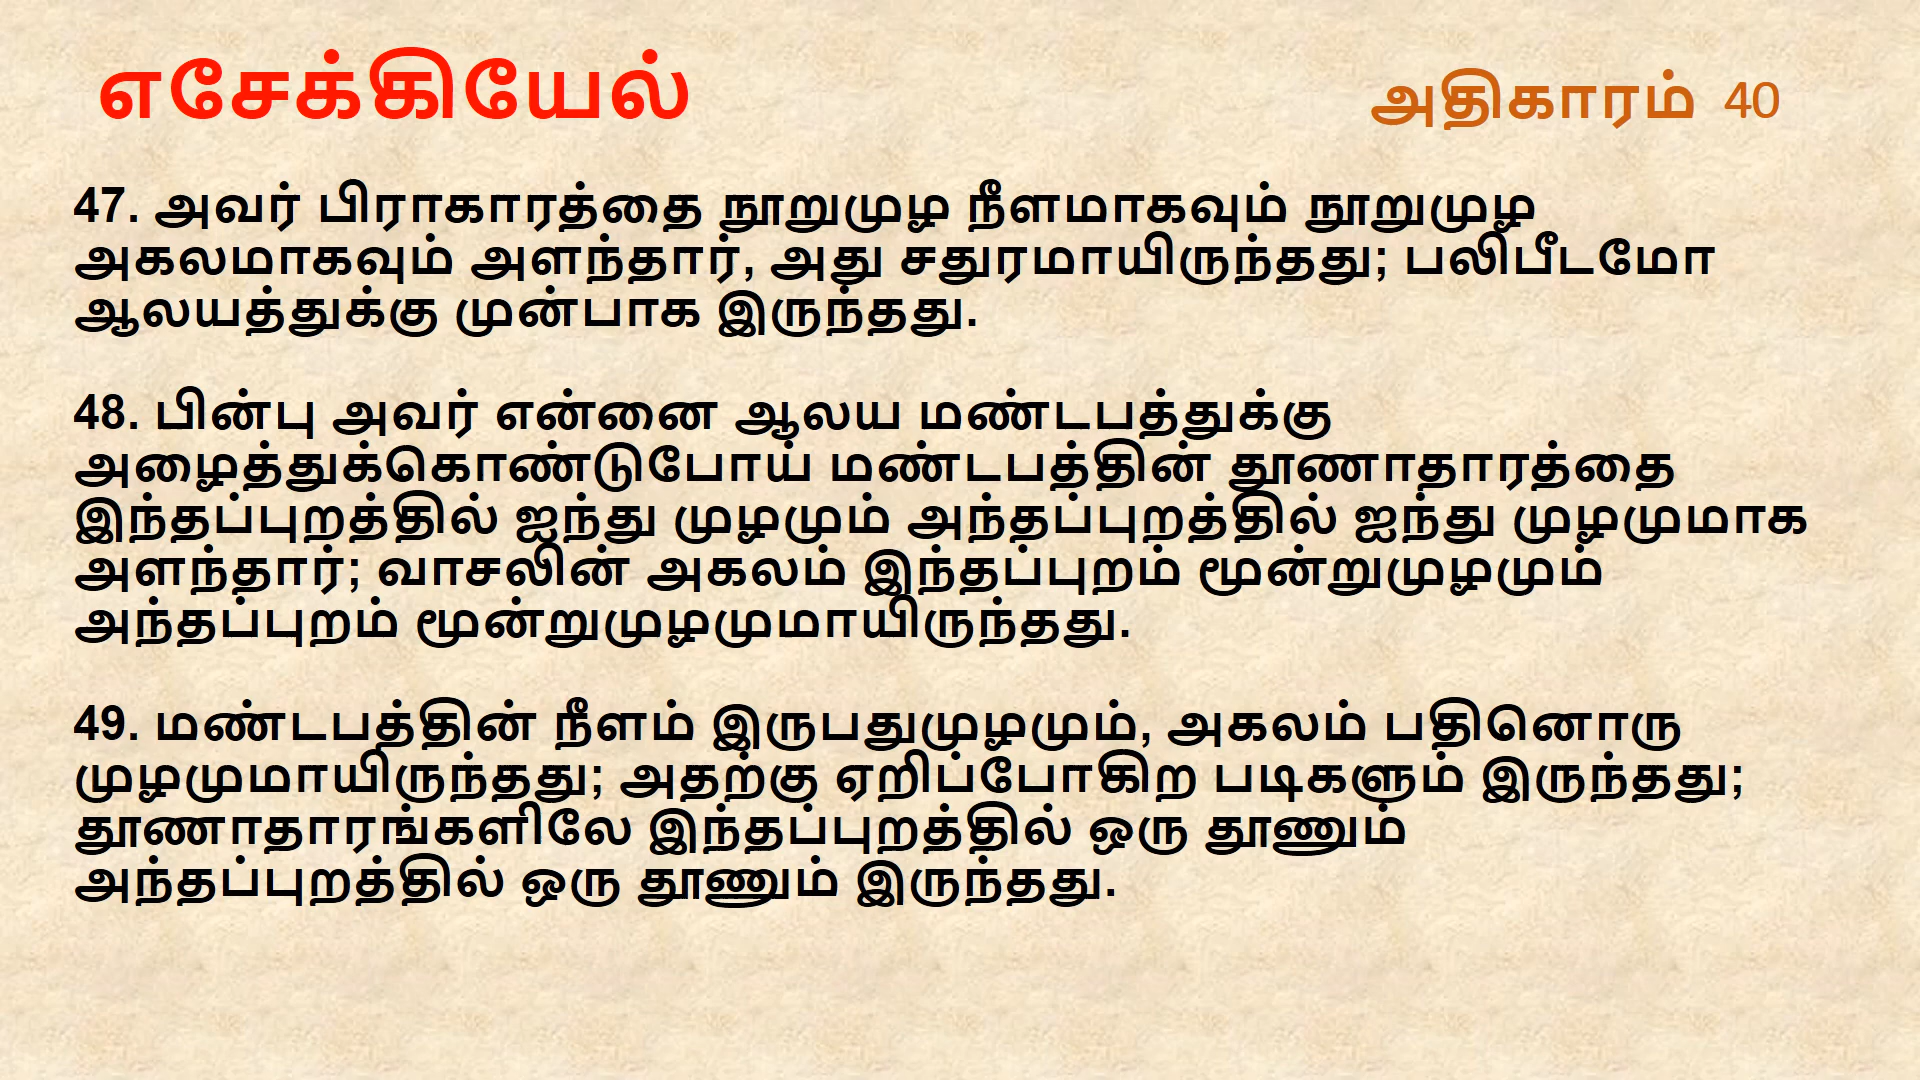 எசேக்கியேல்
அதிகாரம் 40
47. அவர் பிராகாரத்தை நூறுமுழ நீளமாகவும் நூறுமுழ
அகலமாகவும் அளந்தார், அது சதுரமாயிருந்தது; பலிபீடமோ
ஆலயத்துக்கு முன்பாக இருந்தது.
48. பின்பு அவர் என்னை ஆலய மண்டபத்துக்கு
அழைத்துக்கொண்டுபோய் மண்டபத்தின் தூணாதாரத்தை
இந்தப்புறத்தில் ஐந்து முழமும் அந்தப்புறத்தில் ஐந்து முழமுமாக
அளந்தார்; வாசலின் அகலம் இந்தப்புறம் மூன்றுமுழமும்
அந்தப்புறம் மூன்றுமுழமுமாயிருந்தது.
49. மண்டபத்தின் நீளம் இருபதுமுழமும், அகலம் பதினொரு
முழமுமாயிருந்தது; அதற்கு ஏறிப்போகிற படிகளும் இருந்தது;
தூணாதாரங்களிலே இந்தப்புறத்தில் ஒரு தூணும்
அந்தப்புறத்தில் ஒரு தூணும் இருந்தது.